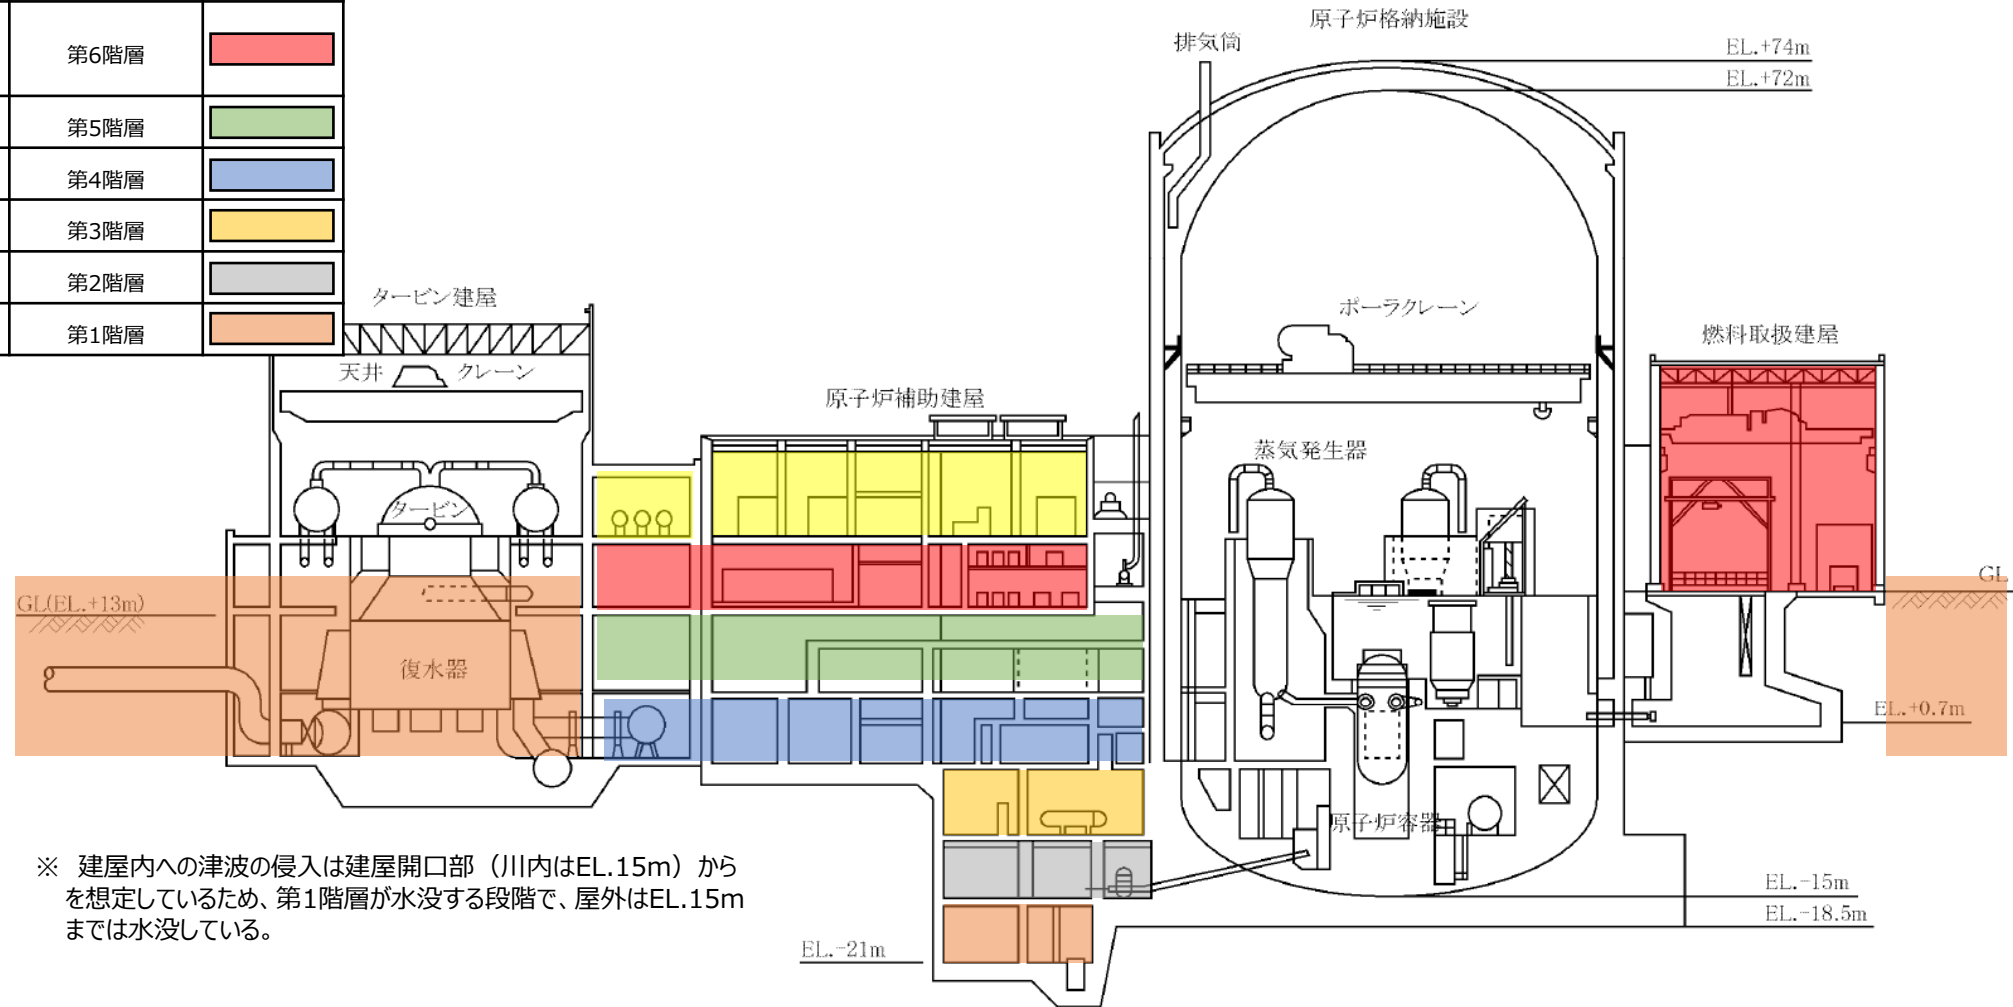 原子炉格納施設
排気筒
EL.+74m
EL.+72m
第6階層
第5階層
第4階層
第3階層
第2階層
第1階層
タービン建屋
天井 クレーン
ポーラクレーン
燃料取扱建屋
原子炉補助建屋
蒸気発生器
タービン
GL(EL.+13m)
GL
復水器
EL.+0.7m
原子炉容器
※ 建屋内への津波の侵入は建屋開口部（川内はEL.15m）から
を想定しているため、第1階層が水没する段階で、屋外はEL.15m
までは水没している。
EL.-15m
EL.-18.5m
EL.-21m